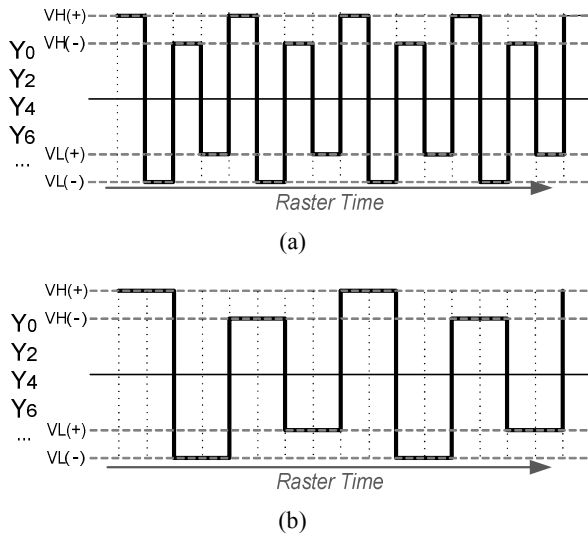 VH(+)
VH(-)
Y0
Y2
Y4
Y6
...
VL(+)
VL(-)
Raster Time
(a)
VH(+)
VH(-)
Y0
Y2
Y4
Y6
...
VL(+)
VL(-)
Raster Time
(b)